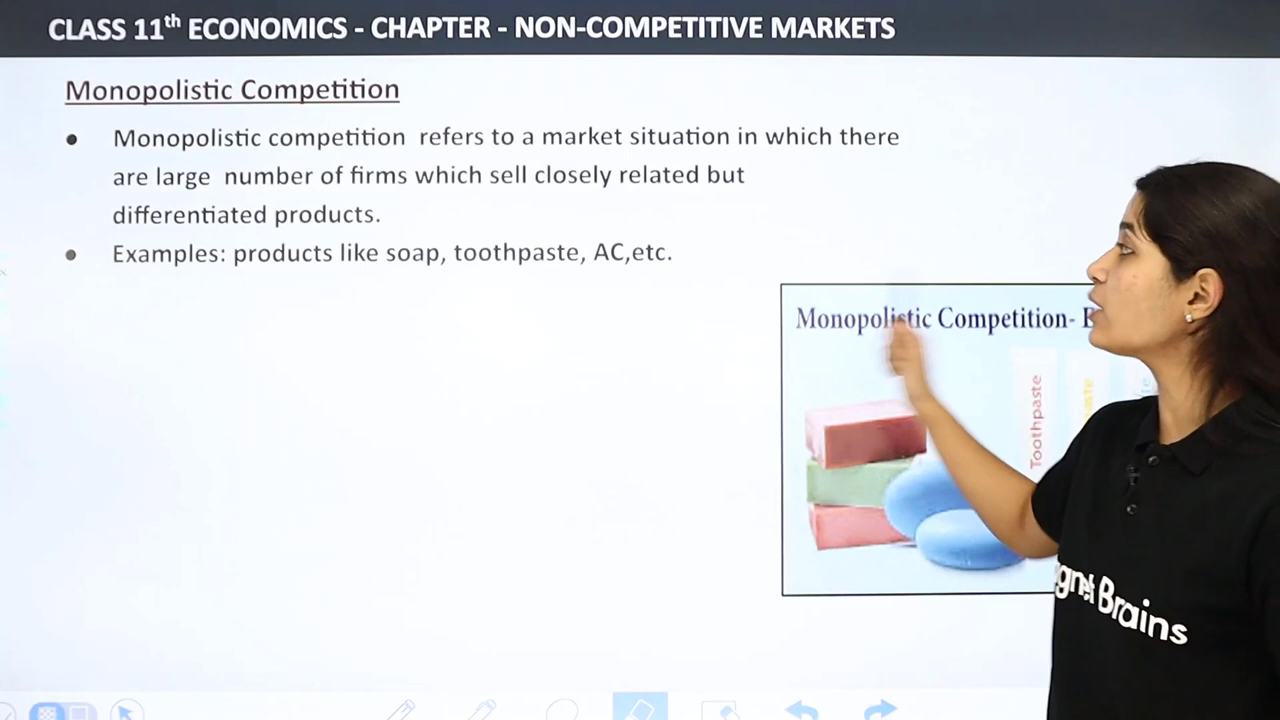 CLASS 11th ECONOMICS - CHAPTER - NON-COMPETITIVE MARKETS
Monopolistic Competition
• Monopolistic competition refers to a market situation in which there
are large number of firms which sell closely related but
differentiated products.
• Examples: products like soap, toothpaste, AC,etc.
Monopolistic Competition-
Toothpaste
Brains